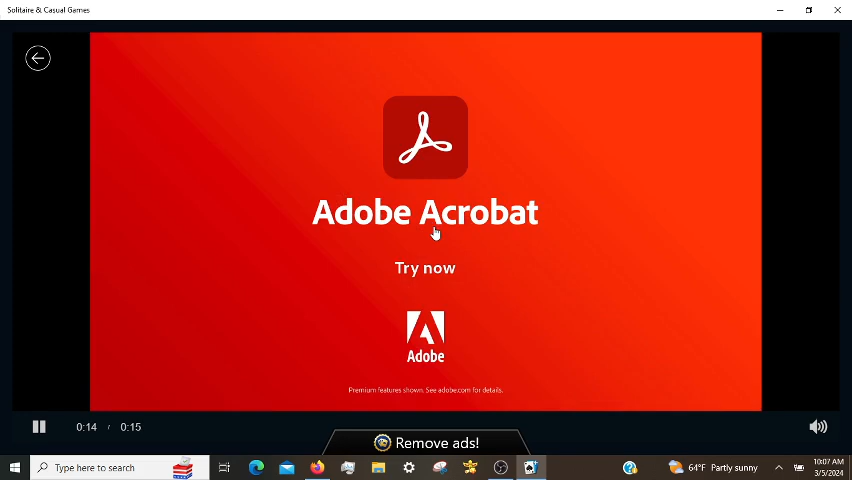 Solitaire & Casual Games
Adobe Acrobat
Try now
Adobe
Premium features shown. See adobe.com for details.
0:14 / 0:15
Remove ads!
Type here to search
64°F Partly sunny
10:07 AM
3/5/2024